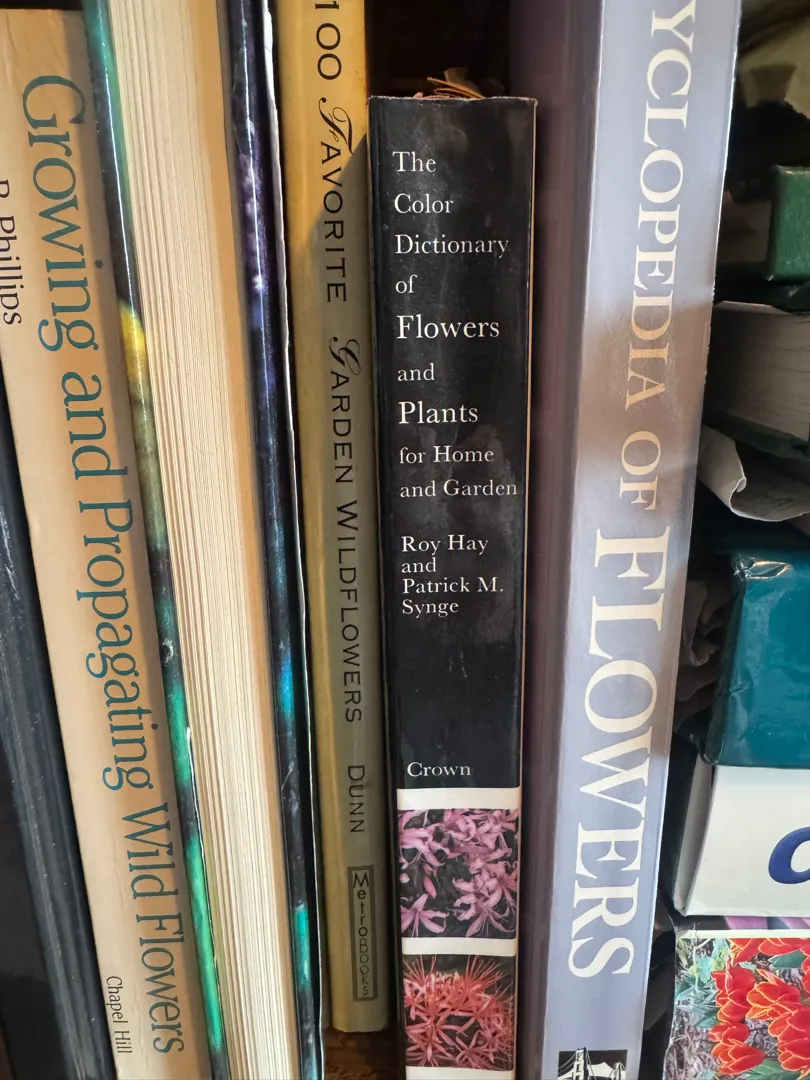 R Phillips
Growing and Propagating Wild Flowers
Chapel Hill
100 FAVORITE GARDEN WILDFLOWERS
DUNN
MetroBooks
The
Color
Dictionary
of
Flowers
and
Plants
for Home
and Garden
Roy Hay
and
Patrick M.
Synge
Crown
YCLOPEDIA OF FLOWERS